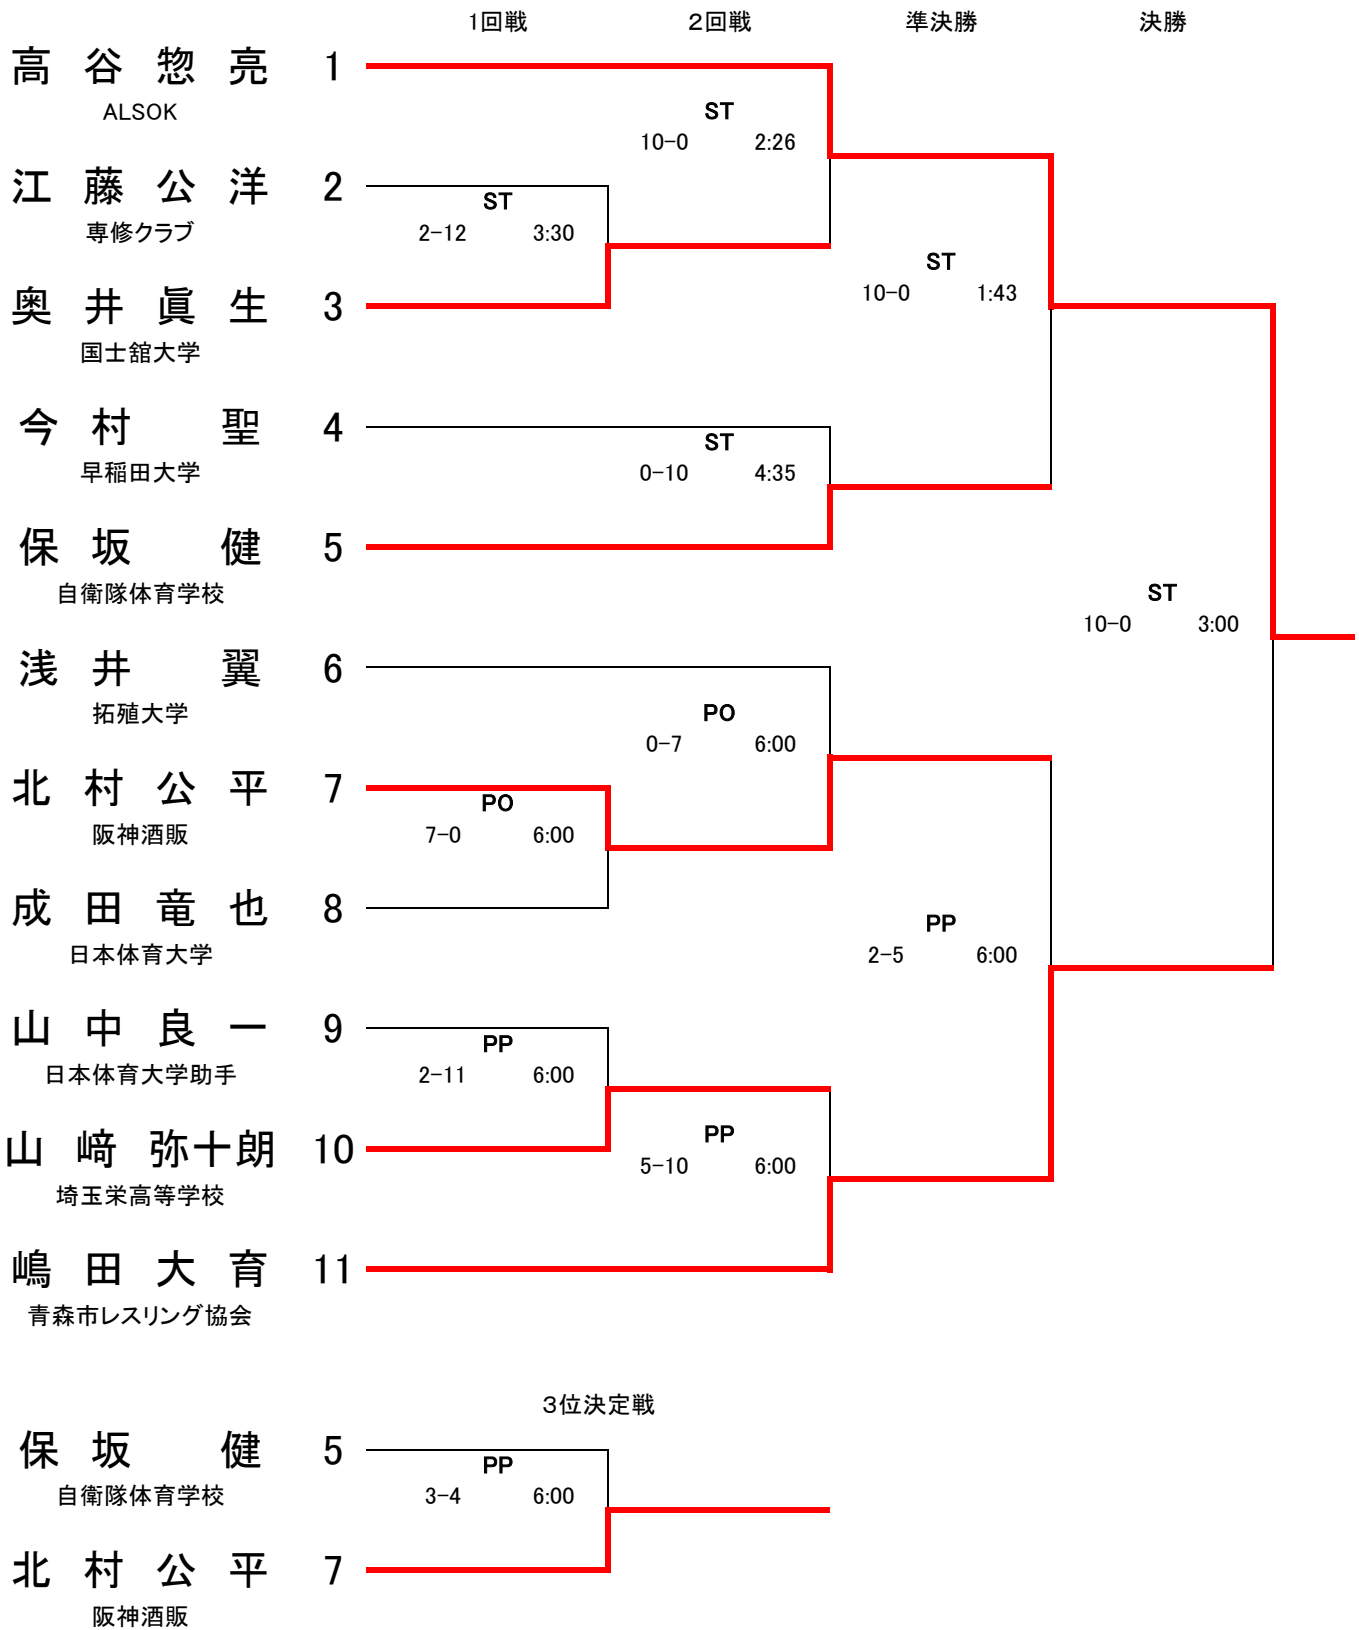 1回戦 2回戦 準決勝 決勝
高谷惣亮 1
ALSOK
ST
10-0 2:26
江藤公洋 2
専修クラブ
ST
2-12 3:30
奥井眞生 3
国士舘大学
ST
10-0 1:43
今村 聖 4
早稲田大学
ST
0-10 4:35
保坂 健 5
自衛隊体育学校
ST
10-0 3:00
浅井 翼 6
拓殖大学
PO
0-7 6:00
北村公平 7
阪神酒販
PO
7-0 6:00
成田竜也 8
日本体育大学
PP
2-5 6:00
山中良一 9
日本体育大学助手
PP
2-11 6:00
山﨑弥十朗 10
埼玉栄高等学校
PP
5-10 6:00
嶋田大育 11
青森市レスリング協会
3位決定戦
保坂 健 5
自衛隊体育学校
PP
3-4 6:00
北村公平 7
阪神酒販